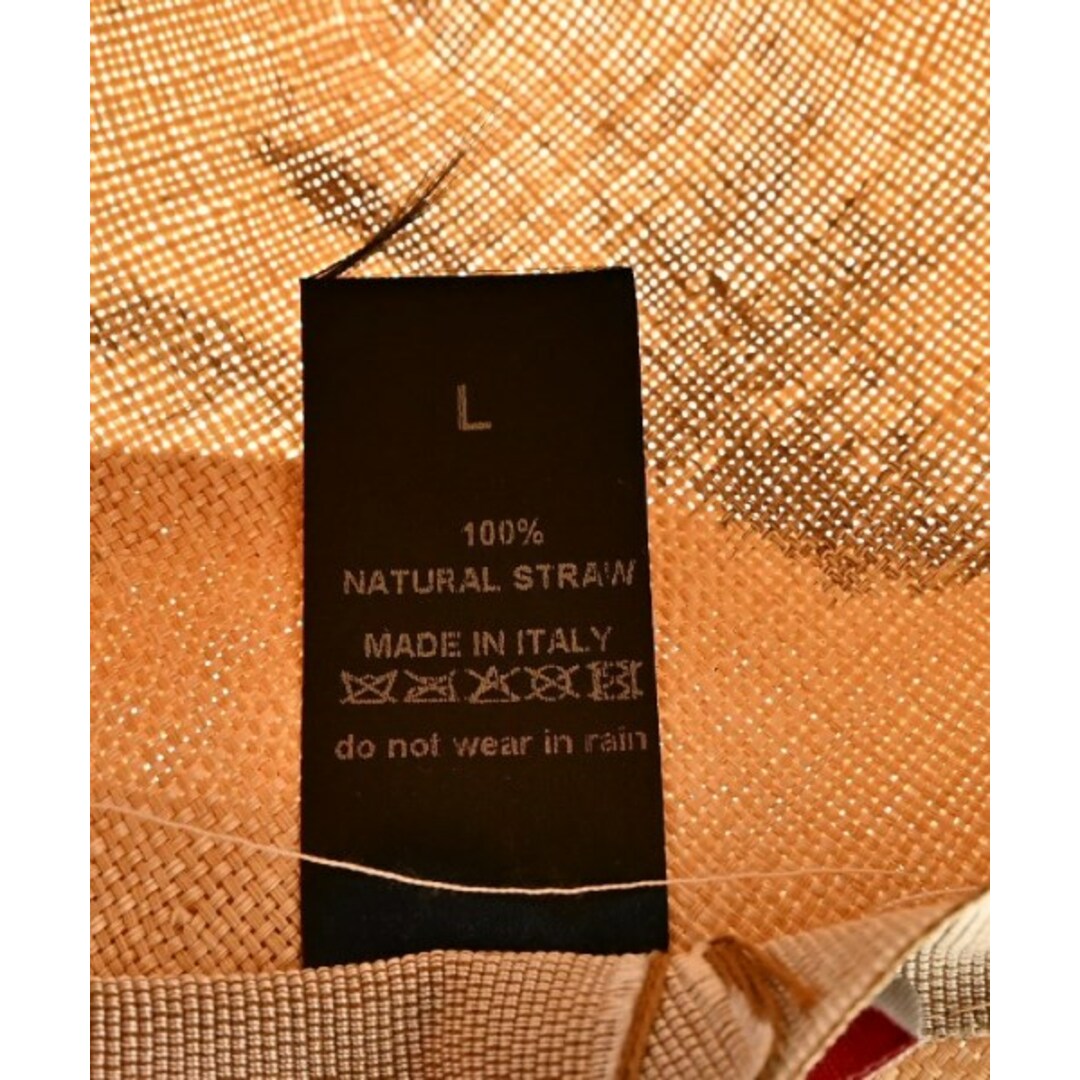 L
100%
NATURAL STRAW
MADE IN ITALY
do not wear in rain